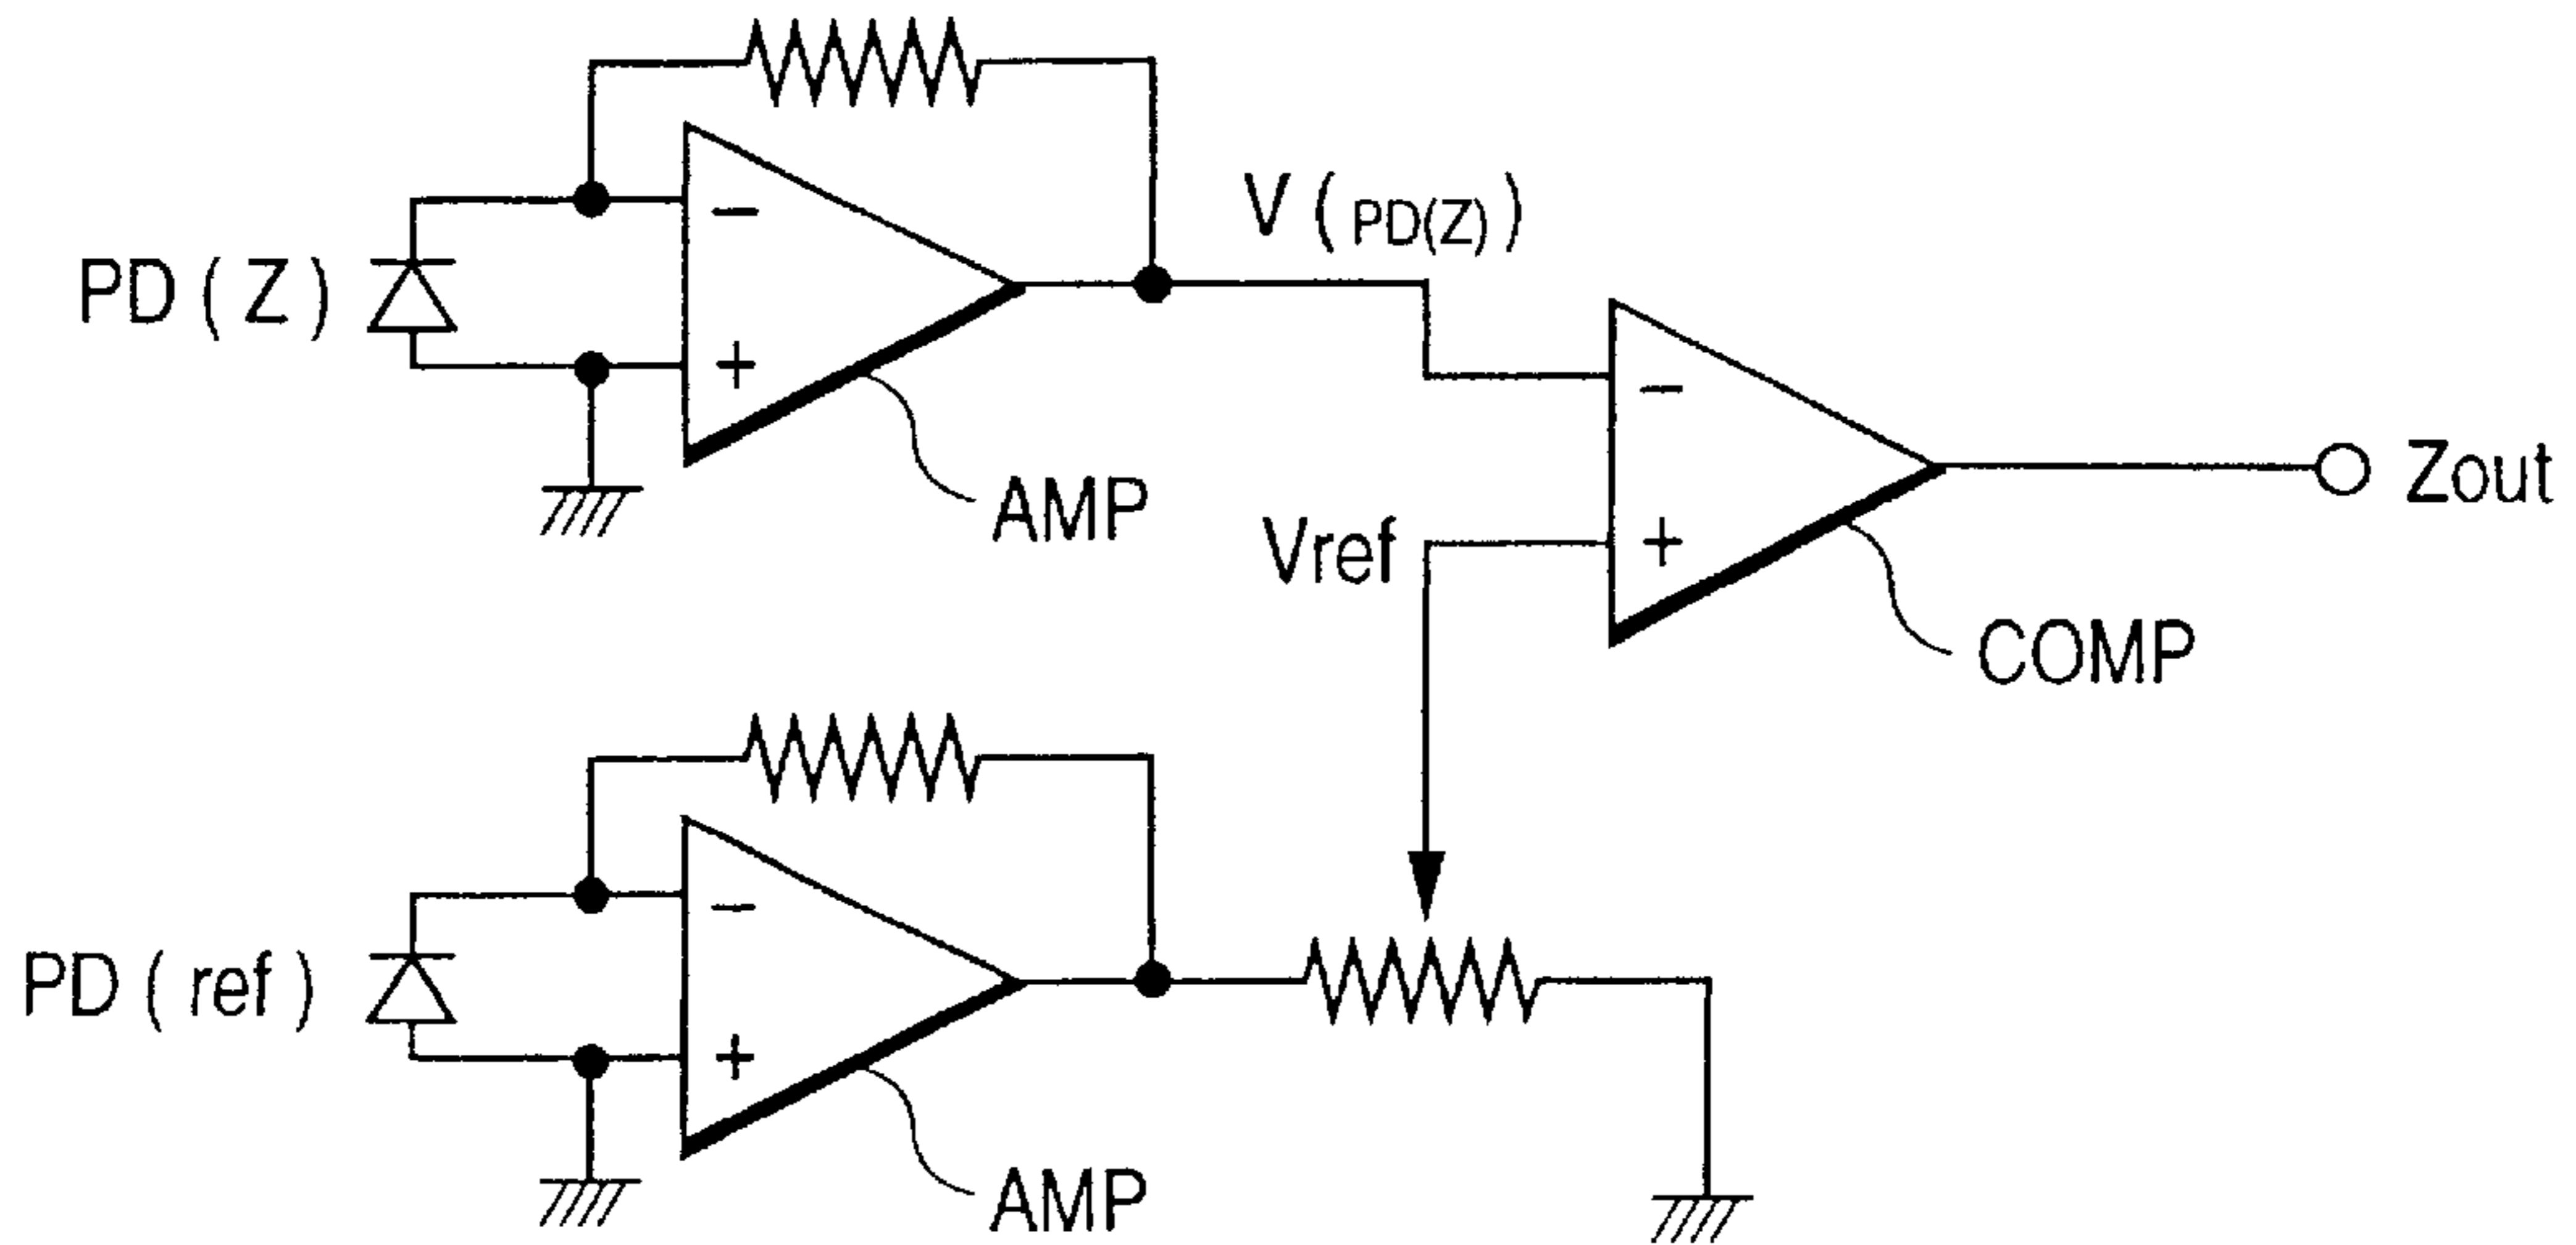 V ( PD(Z) )
PD ( Z )
−
+
AMP
−
+
Zout
Vref
COMP
PD ( ref )
−
+
AMP